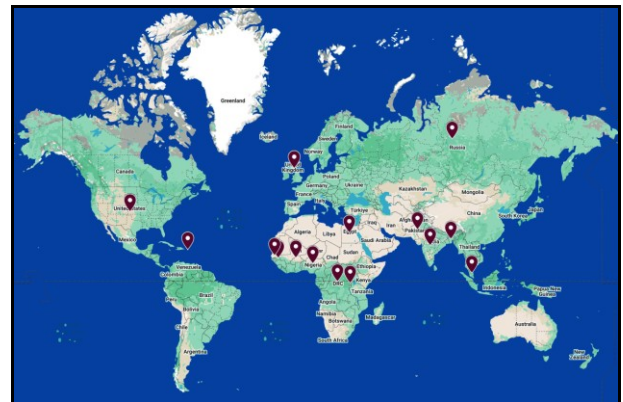 Greenland
Iceland
Finland
Sweden
Norway
Russia
Canada
United
Kingdom
Poland
Germany
Ukraine
France
Kazakhstan
Mongolia
Spain
Italy
Türkiye
United States
China
Japan
South Korea
Afghanistan
Iran
Iraq
Pakistan
Algeria
Libya
Egypt
Saudi Arabia
Mexico
Thailand
Chad
Sudan
Nigeria
Ethiopia
Venezuela
Colombia
Kenya
DRC
Tanzania
Indonesia
Papua New
Guinea
Peru
Brazil
Angola
Bolivia
Namibia
Botswana
Madagascar
Chile
South Africa
Australia
Argentina
New
Zealand